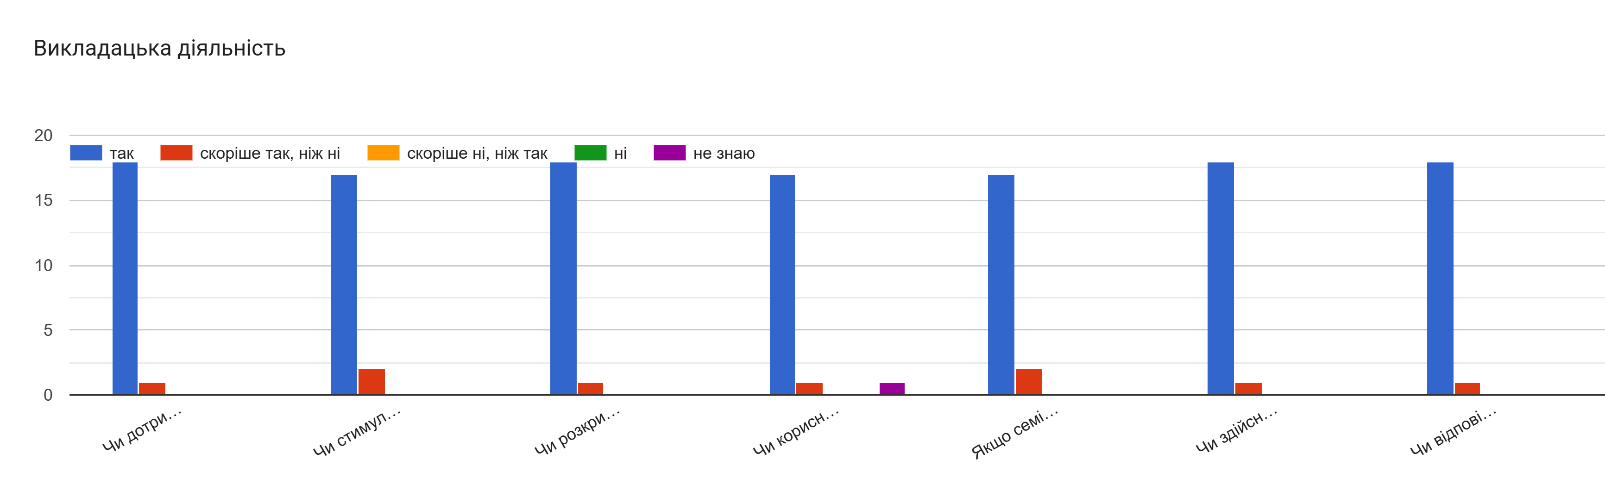 Викладацька діяльність
20
так скоріше так, ніж ні скоріше ні, ніж так ні не знаю
15
10
5
0
Чи дотри… Чи стимул… Чи розкри… Чи корисн… Якщо семі… Чи здійсн… Чи відпові…